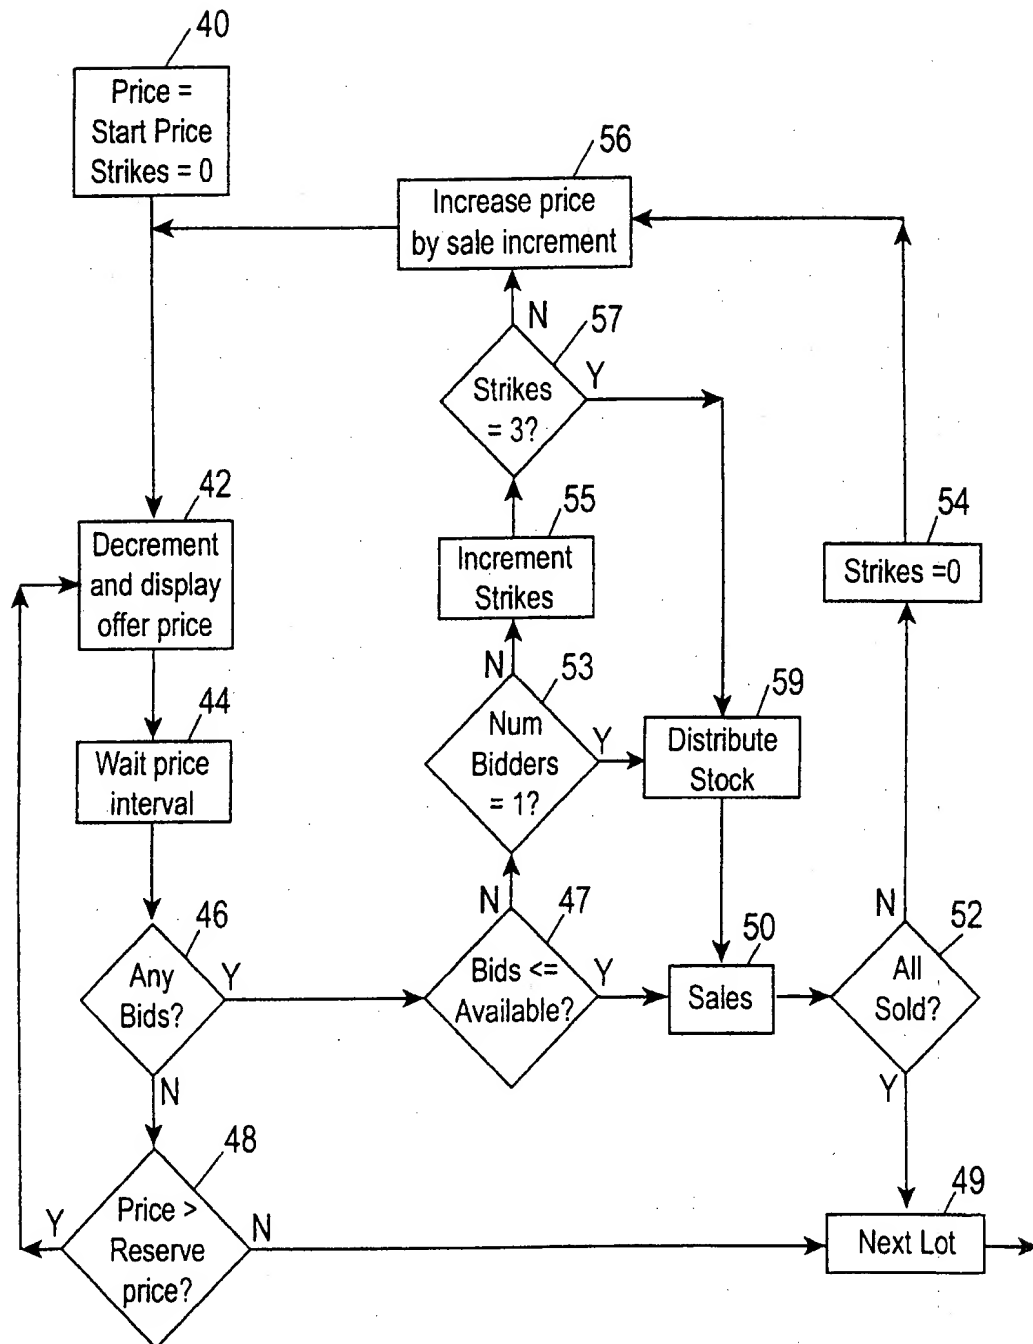 40
Price =
Start Price
Strikes = 0
56
Increase price
by sale increment
N
57
Strikes
= 3?
Y
42
Decrement
and display
offer price
55
Increment
Strikes
54
Strikes =0
N
53
Num
Bidders
= 1?
Y
59
Distribute
Stock
44
Wait price
interval
46
Any
Bids?
Y
N
N
47
Bids <=
Available?
Y
50
Sales
N
52
All
Sold?
Y
48
Price >
Reserve
price?
Y
N
49
Next Lot